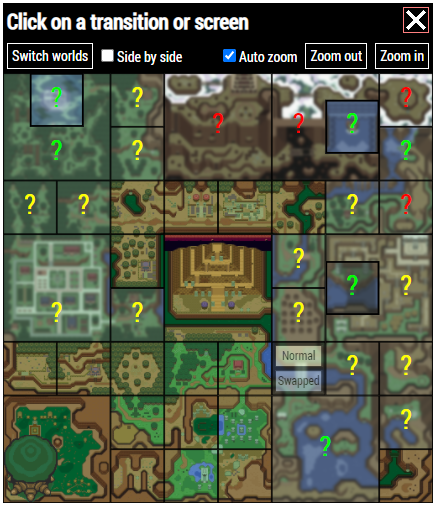 Click on a transition or screen
Switch worlds Side by side Auto zoom Zoom out Zoom in
? ? ? ? ? ?
? ? ?
? ? ? ?
? ? ? ?
? ?
Normal ? ?
Swapped
?
?